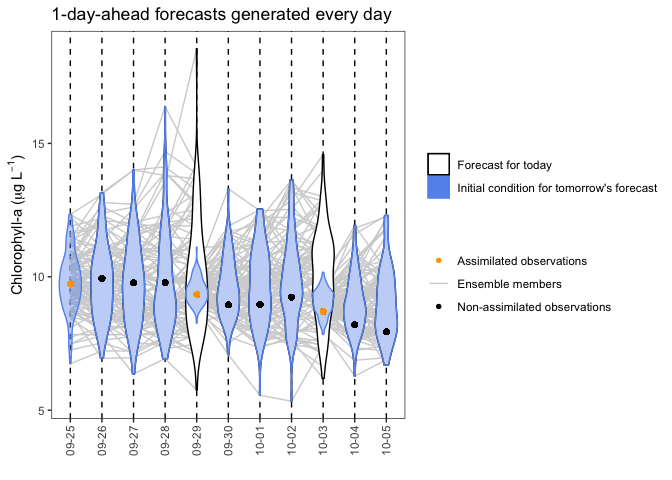 1-day-ahead forecasts generated every day
Chlorophyll-a (μg L⁻¹)
15
10
5
09-25
09-26
09-27
09-28
09-29
09-30
10-01
10-02
10-03
10-04
10-05
Forecast for today
Initial condition for tomorrow's forecast
Assimilated observations
Ensemble members
Non-assimilated observations